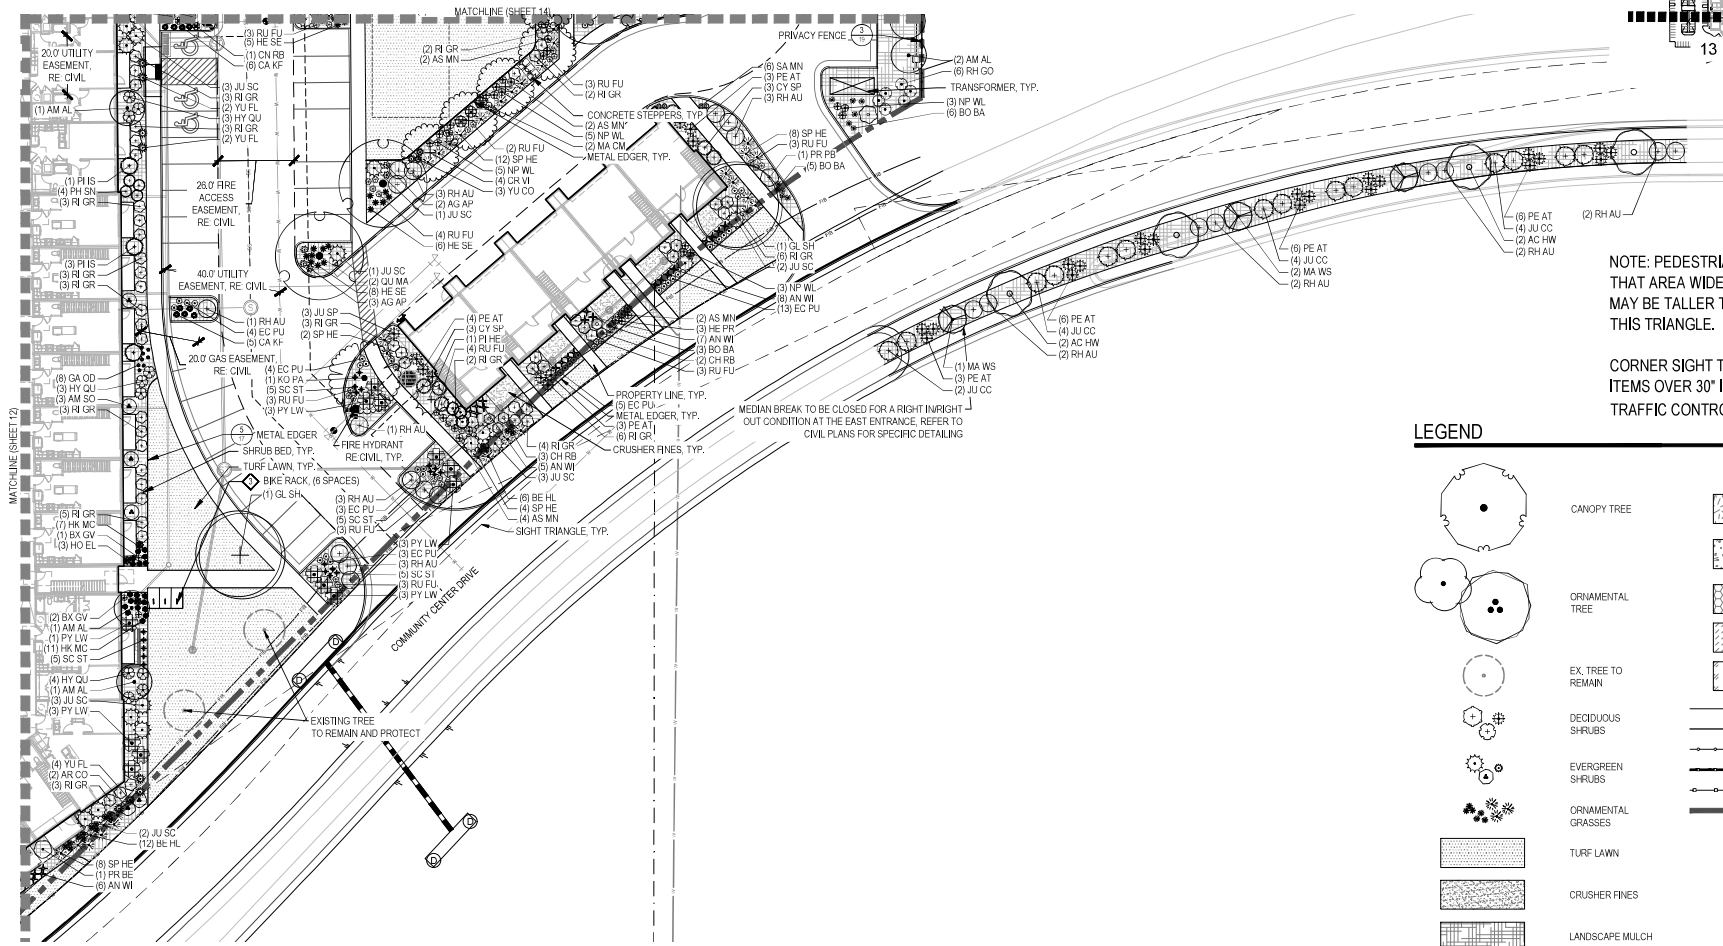 MATCHLINE (SHEET 14)
MATCHLINE (SHEET 12)
13
20.0' UTILITY
EASEMENT,
RE: CIVIL
(1) AM AL
(3) RU FU
(5) HE SE
(1) CN RB
(6) CA KF
(3) JU SC
(3) RI GR
(2) YU FL
(3) HY QU
(3) RI GR
(2) YU FL
(1) PI IS
(4) PH SN
(3) RI GR
26.0' FIRE
ACCESS
EASEMENT,
RE: CIVIL
(3) PI IS
(3) RI GR
(3) RI GR
40.0' UTILITY
EASEMENT, RE: CIVIL
S
(1) RH AU
(4) EC PU
(5) CA KF
20.0' GAS EASEMENT,
RE: CIVIL
(8) GA OD
(3) HY QU
(3) AM SO
(3) RI GR
5
17
METAL EDGER
SHRUB BED, TYP.
TURF LAWN, TYP.
BIKE RACK, (6 SPACES)
(1) GL SH
(5) RI GR
(7) HK MC
(1) BX GV
(3) HO EL
(2) BX GV
(1) AM AL
(1) PY LW
(11) HK MC
(5) SC ST
(4) HY QU
(1) AM AL
(3) JU SC
(3) PY LW
(4) YU FL
(2) AR CO
(3) RI GR
(2) JU SC
(12) BE HL
(8) SP HE
(1) PR BE
(6) AN WI
EXISTING TREE
TO REMAIN AND PROTECT
(2) RI GR
(2) AS MN
(3) RU FU
(2) RI GR
CONCRETE STEPPERS, TYP.
(2) AS MN
(5) NP WL
(2) MA CM
METAL EDGER, TYP.
(2) RU FU
(12) SP HE
(5) NP WL
(4) CR VI
(3) YU CO
(3) RH AU
(2) AG AP
(1) JU SC
(4) RU FU
(6) HE SE
(1) JU SC
(2) QU MA
(8) HE SE
(3) AG AP
(3) JU SP
(3) RI GR
(2) SP HE
(4) EC PU
(1) KO PA
(5) SC ST
(3) RU FU
(3) PY LW
(4) PE AT
(3) CY SP
(1) PI HE
(4) RU FU
(2) RI GR
(1) RH AU
FIRE HYDRANT
RE:CIVIL, TYP.
(3) RH AU
(3) EC PU
(5) SC ST
(3) RU FU
(3) PY LW
(3) EC PU
(3) RH AU
(5) SC ST
(3) RU FU
(3) PY LW
COMMUNITY CENTER DRIVE
D
D
D
D
PRIVACY FENCE
3
19
(2) AM AL
(6) RH GO
TRANSFORMER, TYP.
(3) NP WL
(6) BO BA
(6) SA MN
(3) PE AT
(3) CY SP
(3) RH AU
(8) SP HE
(3) RU FU
(1) PR PB
(5) BO BA
(1) GL SH
(6) RI GR
(2) JU SC
(3) NP WL
(8) AN WI
(13) EC PU
(2) AS MN
(3) HE PR
(7) AN WI
(3) BO BA
(2) CH RB
(3) RU FU
PROPERTY LINE, TYP.
(5) EC PU
METAL EDGER, TYP.
(3) PE AT
(6) RI GR
CRUSHER FINES, TYP.
(4) RI GR
(3) CH RB
(5) AN WI
(3) JU SC
(6) BE HL
(4) SP HE
(4) AS MN
SIGHT TRIANGLE, TYP.
MEDIAN BREAK TO BE CLOSED FOR A RIGHT IN/RIGHT
OUT CONDITION AT THE EAST ENTRANCE, REFER TO
CIVIL PLANS FOR SPECIFIC DETAILING
(1) MA WS
(3) PE AT
(2) JU CC
(6) PE AT
(4) JU CC
(2) AC HW
(2) RH AU
(6) PE AT
(4) JU CC
(2) MA WS
(2) RH AU
(6) PE AT
(4) JU CC
(2) AC HW
(2) RH AU
(2) RH AU
NOTE: PEDESTRI
THAT AREA WIDE
MAY BE TALLER T
THIS TRIANGLE.
CORNER SIGHT T
ITEMS OVER 30" I
TRAFFIC CONTRO
LEGEND
CANOPY TREE
ORNAMENTAL
TREE
EX. TREE TO
REMAIN
DECIDUOUS
SHRUBS
EVERGREEN
SHRUBS
ORNAMENTAL
GRASSES
TURF LAWN
CRUSHER FINES
LANDSCAPE MULCH